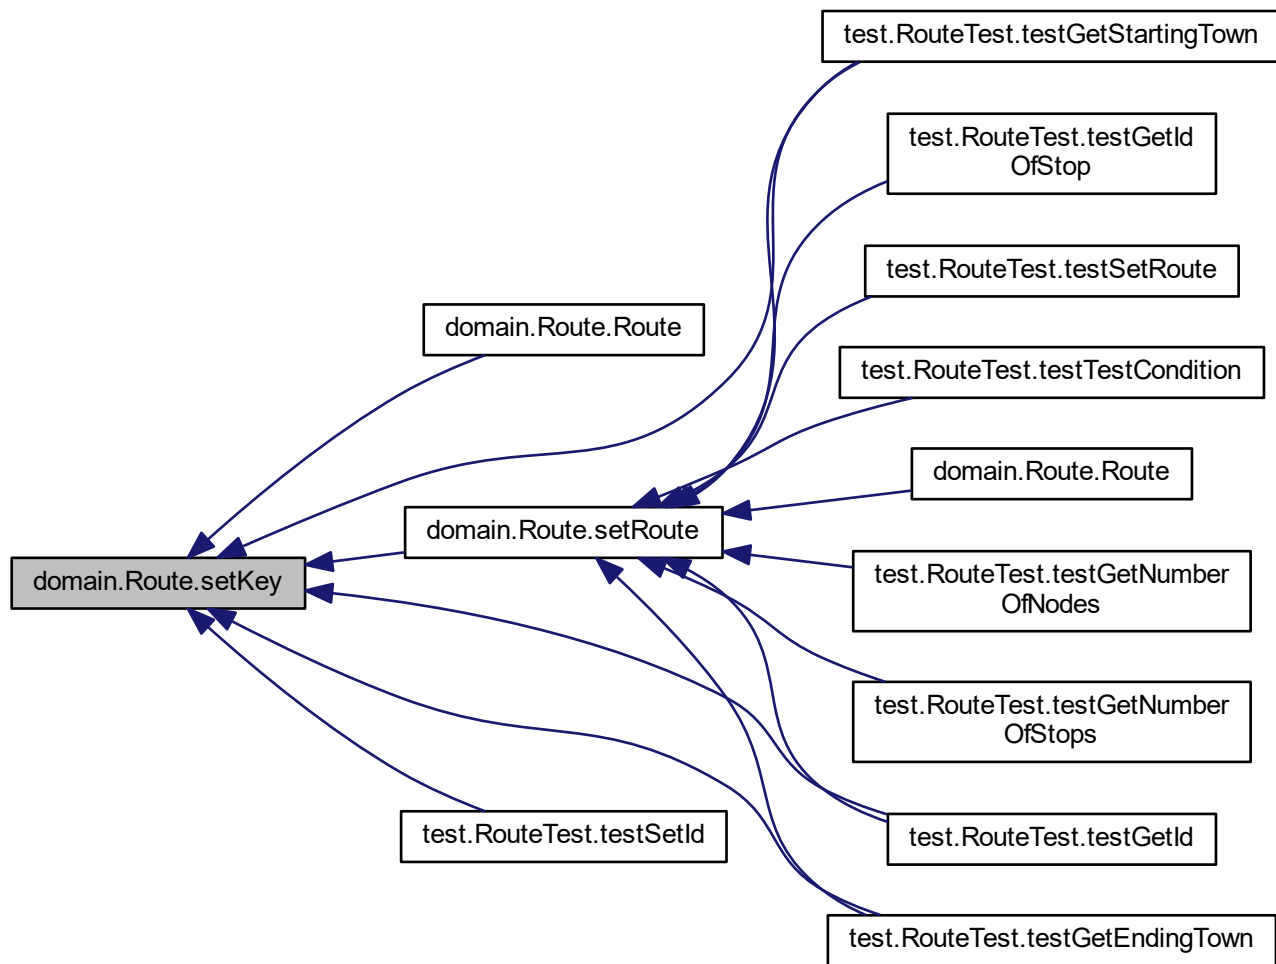 test.RouteTest.testGetStartingTown
test.RouteTest.testGetId
OfStop
test.RouteTest.testSetRoute
domain.Route.Route
test.RouteTest.testTestCondition
domain.Route.Route
domain.Route.setRoute
domain.Route.setKey
test.RouteTest.testGetNumber
OfNodes
test.RouteTest.testGetNumber
OfStops
test.RouteTest.testSetId
test.RouteTest.testGetId
test.RouteTest.testGetEndingTown